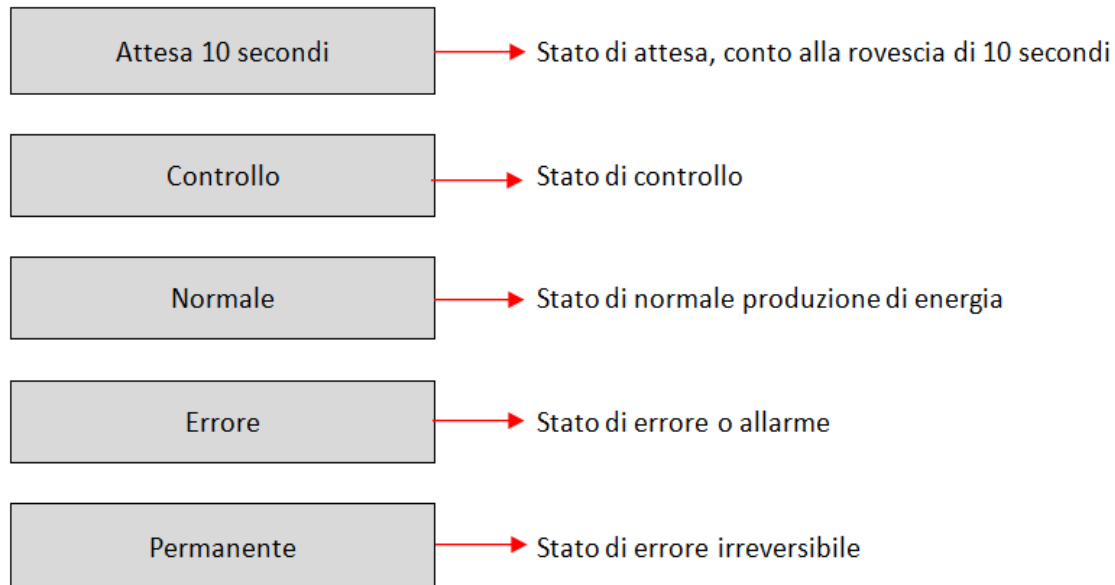 Attesa 10 secondi Stato di attesa, conto alla rovescia di 10 secondi
Controllo Stato di controllo
Normale Stato di normale produzione di energia
Errore Stato di errore o allarme
Permanente Stato di errore irreversibile